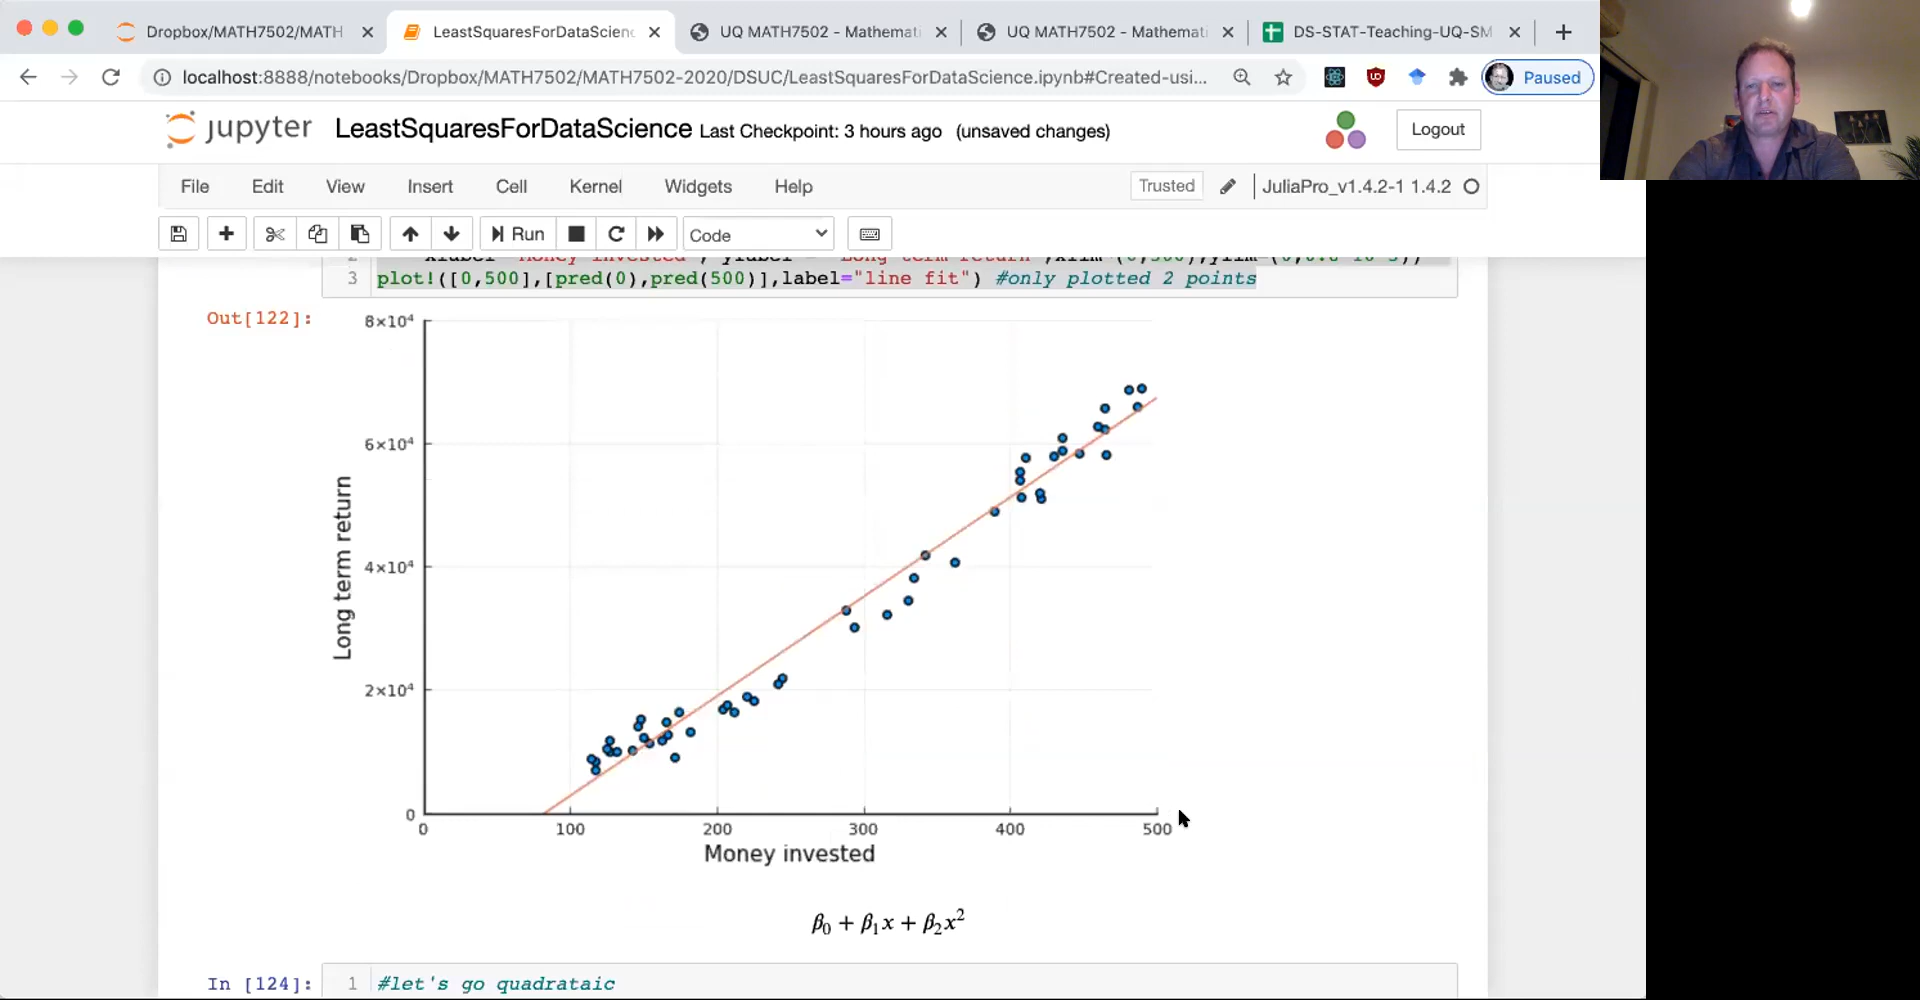 Dropbox/MATH7502/MATH
LeastSquaresForDataScien
UQ MATH7502 - Mathemati
UQ MATH7502 - Mathemati
DS-STAT-Teaching-UQ-SM
localhost:8888/notebooks/Dropbox/MATH7502/MATH7502-2020/DSUC/LeastSquaresForDataScience.ipynb#Created-usi...
Paused
jupyter LeastSquaresForDataScience Last Checkpoint: 3 hours ago (unsaved changes)
Logout
File Edit View Insert Cell Kernel Widgets Help
Trusted JuliaPro_v1.4.2-1 1.4.2
Run Code
3 plot!([0,500],[pred(0),pred(500)],label="line fit") #only plotted 2 points
Out[122]:
8×10⁴
6×10⁴
4×10⁴
2×10⁴
0
Long term return
0 100 200 300 400 500
Money invested
β₀ + β₁x + β₂x²
In [124]: 1 #let's go quadrataic